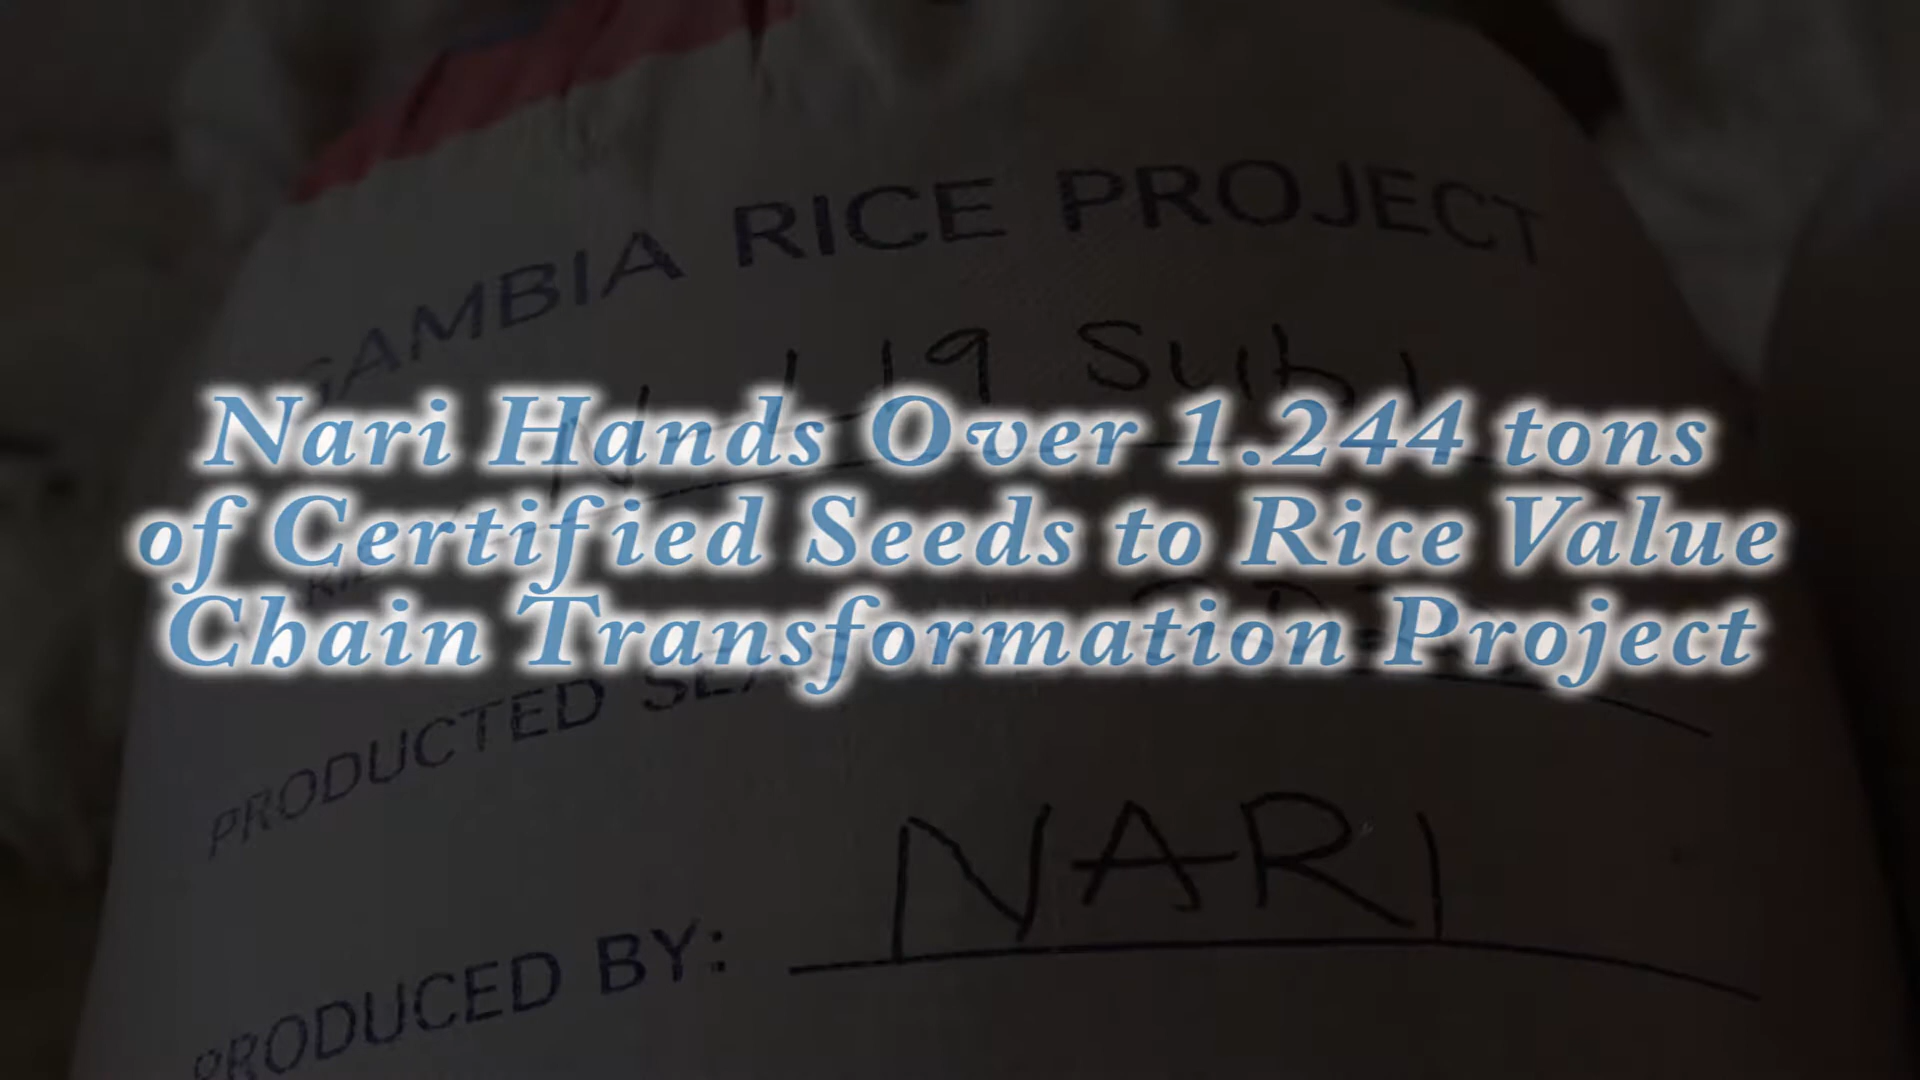 GAMBIA RICE PROJECT
19
Nari Hands Over 1.244 tons
of Certified Seeds to Rice Value
Chain Transformation Project
PRODUCTED
PRODUCED BY: NARI